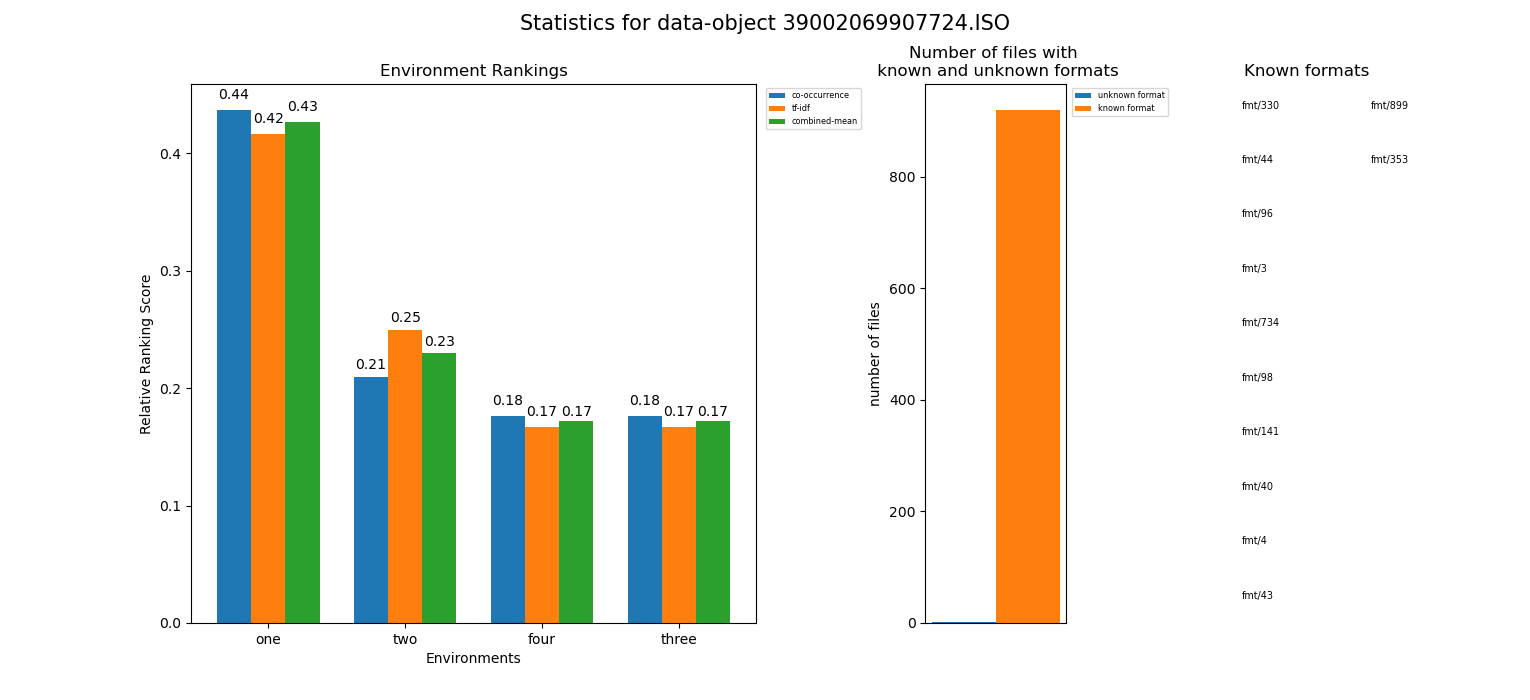 Statistics for data-object 39002069907724.ISO
Environment Rankings
Relative Ranking Score
0.4
0.3
0.2
0.1
0.0
0.44
0.42
0.43
0.21
0.25
0.23
0.18
0.17
0.17
0.18
0.17
0.17
one
two
four
three
Environments
co-occurrence
tf-idf
combined-mean
Number of files with
known and unknown formats
number of files
800
600
400
200
0
unknown format
known format
Known formats
fmt/330
fmt/44
fmt/96
fmt/3
fmt/734
fmt/98
fmt/141
fmt/40
fmt/4
fmt/43
fmt/899
fmt/353